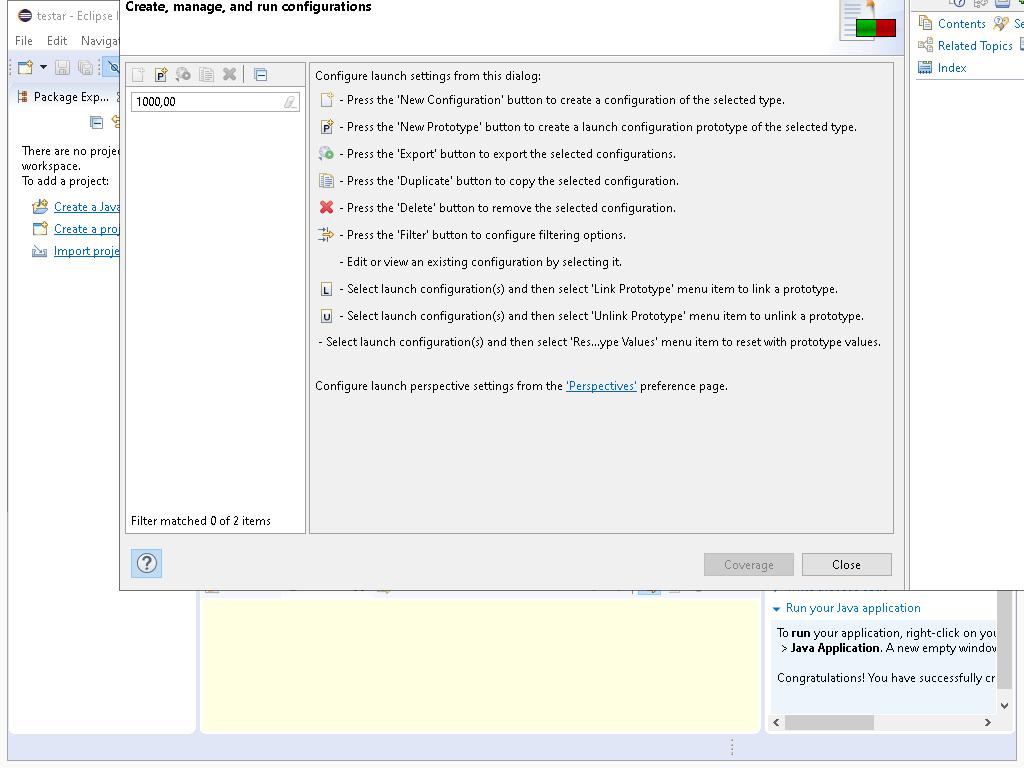 testar - Eclipse
File Edit
Package Exp...
There are no
workspace.
To add a project:
Create a Java
Create a
Import
Create, manage, and run configurations
1000,00
Filter matched 0 of 2 items
Configure launch settings from this dialog:
- Press the 'New Configuration' button to create a configuration of the selected type.
P - Press the 'New Prototype' button to create a launch configuration prototype of the selected type.
- Press the 'Export' button to export the selected configurations.
- Press the 'Duplicate' button to copy the selected configuration.
- Press the 'Delete' button to remove the selected configuration.
- Press the 'Filter' button to configure filtering options.
- Edit or view an existing configuration by selecting it.
L - Select launch configuration(s) and then select 'Link Prototype' menu item to link a prototype.
U - Select launch configuration(s) and then select 'Unlink Prototype' menu item to unlink a prototype.
- Select launch configuration(s) and then select 'Res...ype Values' menu item to reset with prototype values.
Configure launch perspective settings from the 'Perspectives' preference page.
?
Coverage Close
Contents
Related Topics
Index
Run your Java application
To run your application, right-click on
> Java Application. A new empty
Congratulations! You have successfully